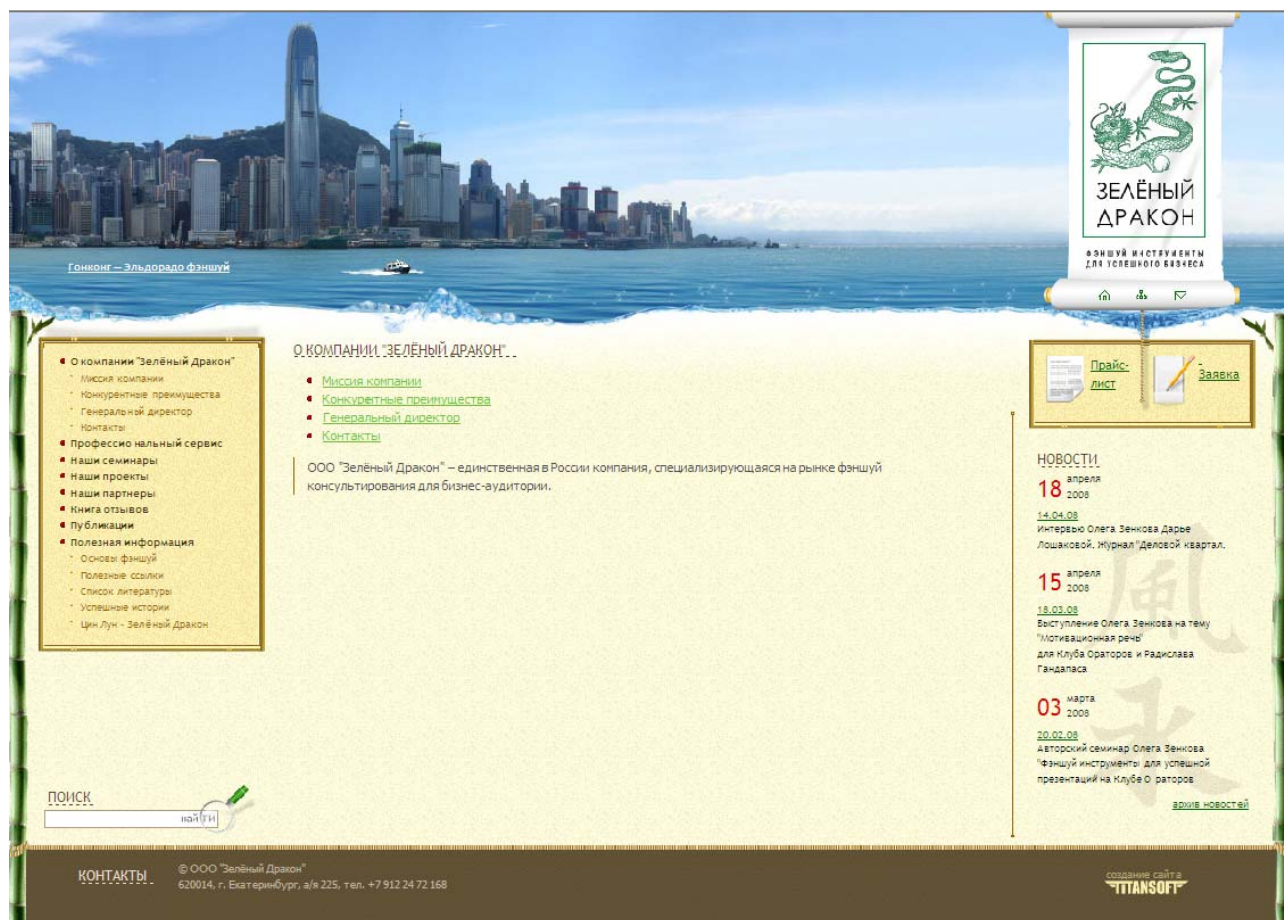 ЗЕЛЁНЫЙ
ДРАКОН
ФЭНШУЙ ИНСТРУМЕНТЫ
ДЛЯ УСПЕШНОГО БИЗНЕСА
Гонконг – Эльдорадо фэншуй
О компании "Зелёный Дракон"
Миссия компании
Конкурентные преимущества
Генеральный директор
Контакты
Профессио нальный сервис
Наши семинары
Наши проекты
Наши партнеры
Книга отзывов
Публикации
Полезная информация
Основы фэншуй
Полезные ссылки
Список литературы
Успешные истории
Цин Лун - Зелёный Дракон
ПОИСК
найти
О КОМПАНИИ "ЗЕЛЁНЫЙ ДРАКОН"
Миссия компании
Конкурентные преимущества
Генеральный директор
Контакты
ООО "Зелёный Дракон" – единственная в России компания, специализирующаяся на рынке фэншуй
консультирования для бизнес-аудитории.
Прайс-
лист
Заявка
НОВОСТИ
18 апреля
2008
14.04.08
Интервью Олега Зенкова Дарье
Лошаковой. Журнал "Деловой квартал.
15 апреля
2008
18.03.08
Выступление Олега Зенкова на тему
"Мотивационная речь"
для Клуба Ораторов и Радислава
Гандапаса
03 марта
2008
20.02.08
Авторский семинар Олега Зенкова
"Фэншуй инструменты для успешной
презентаций на Клубе О раторов
архив новостей
風
水
КОНТАКТЫ
© ООО "Зелёный Дракон"
620014, г. Екатеринбург, а/я 225, тел. +7 912 24 72 168
создание сайта
TITANSOFT